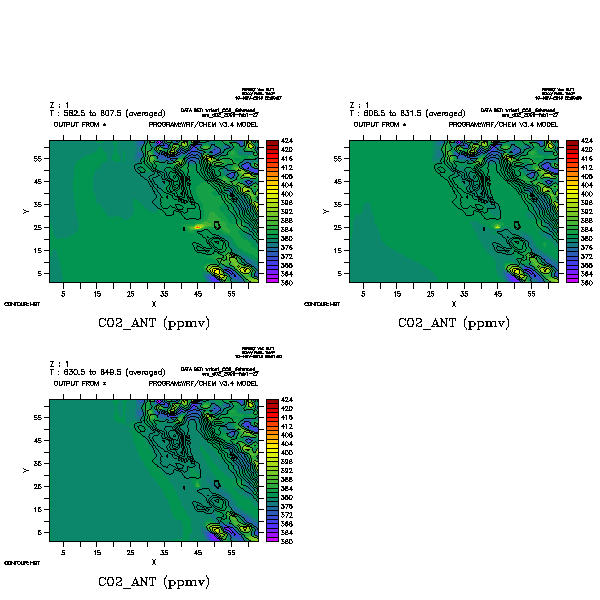 Z : 1
T : 582.5 to 607.5 (averaged)
OUTPUT FROM *
PROGRAM:WRF/CHEM V3.4 MODEL
55
45
35
25
15
5
Y
5 15 25 35 45 55
X
424
420
416
412
408
404
400
396
392
388
384
380
376
372
368
364
360
CONTOUR:HGT
CO2_ANT (ppmv)
Z : 1
T : 606.5 to 631.5 (averaged)
OUTPUT FROM *
PROGRAM:WRF/CHEM V3.4 MODEL
55
45
35
25
15
5
Y
5 15 25 35 45 55
X
424
420
416
412
408
404
400
396
392
388
384
380
376
372
368
364
360
CONTOUR:HGT
CO2_ANT (ppmv)
Z : 1
T : 630.5 to 649.5 (averaged)
OUTPUT FROM *
PROGRAM:WRF/CHEM V3.4 MODEL
55
45
35
25
15
5
Y
5 15 25 35 45 55
X
424
420
416
412
408
404
400
396
392
388
384
380
376
372
368
364
360
CONTOUR:HGT
CO2_ANT (ppmv)